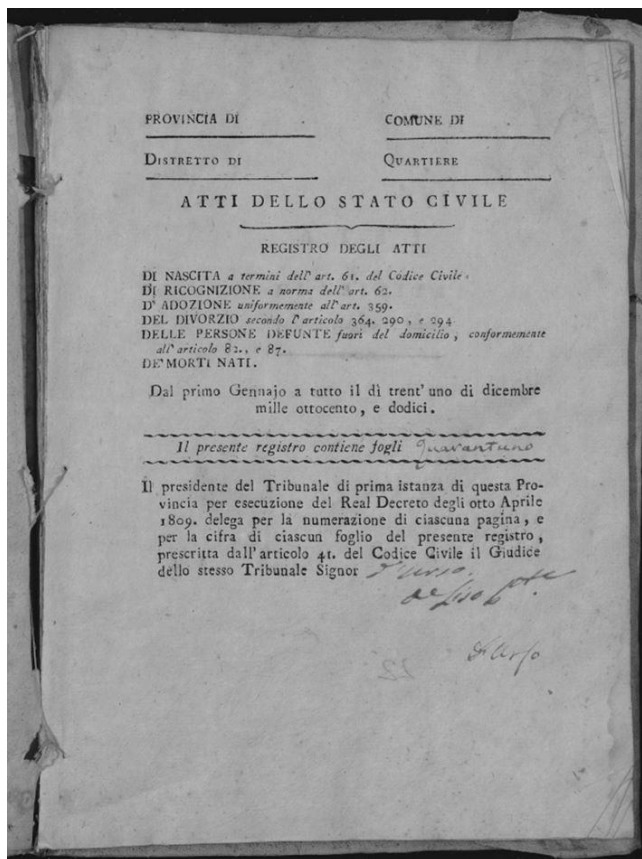 PROVINCIA DI
COMUNE DI
DISTRETTO DI
QUARTIERE
ATTI DELLO STATO CIVILE
REGISTRO DEGLI ATTI
DI NASCITA a termini dell' art. 61. del Codice Civile.
DI RICOGNIZIONE a norma dell' art. 62.
D' ADOZIONE uniformemente all' art. 359.
DEL DIVORZIO secondo l' articolo 364. 290, e 294
DELLE PERSONE DEFUNTE fuori del domicilio, conformemente
all' articolo 82., e 87.
DE' MORTI NATI.
Dal primo Gennajo a tutto il dì trent' uno di dicembre
mille ottocento, e dodici.
Il presente registro contiene fogli quarantuno
Il presidente del Tribunale di prima istanza di questa Pro-
vincia per esecuzione del Real Decreto degli otto Aprile
1809. delega per la numerazione di ciascuna pagina, e
per la cifra di ciascun foglio del presente registro,
prescritta dall' articolo 41. del Codice Civile il Giudice
dello stesso Tribunale Signor d'Urso.
d'Urso